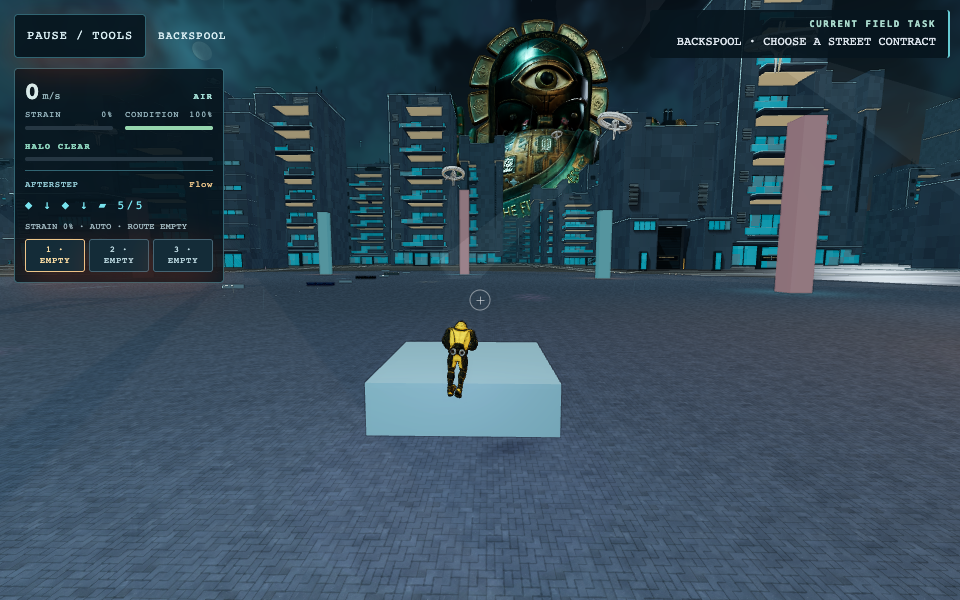 PAUSE / TOOLS
BACKSPOOL
CURRENT FIELD TASK
BACKSPOOL · CHOOSE A STREET CONTRACT
0 m/s
AIR
STRAIN 0% CONDITION 100%
HALO CLEAR
AFTERSTEP Flow
5/5
STRAIN 0% · AUTO · ROUTE EMPTY
1 · EMPTY
2 · EMPTY
3 · EMPTY